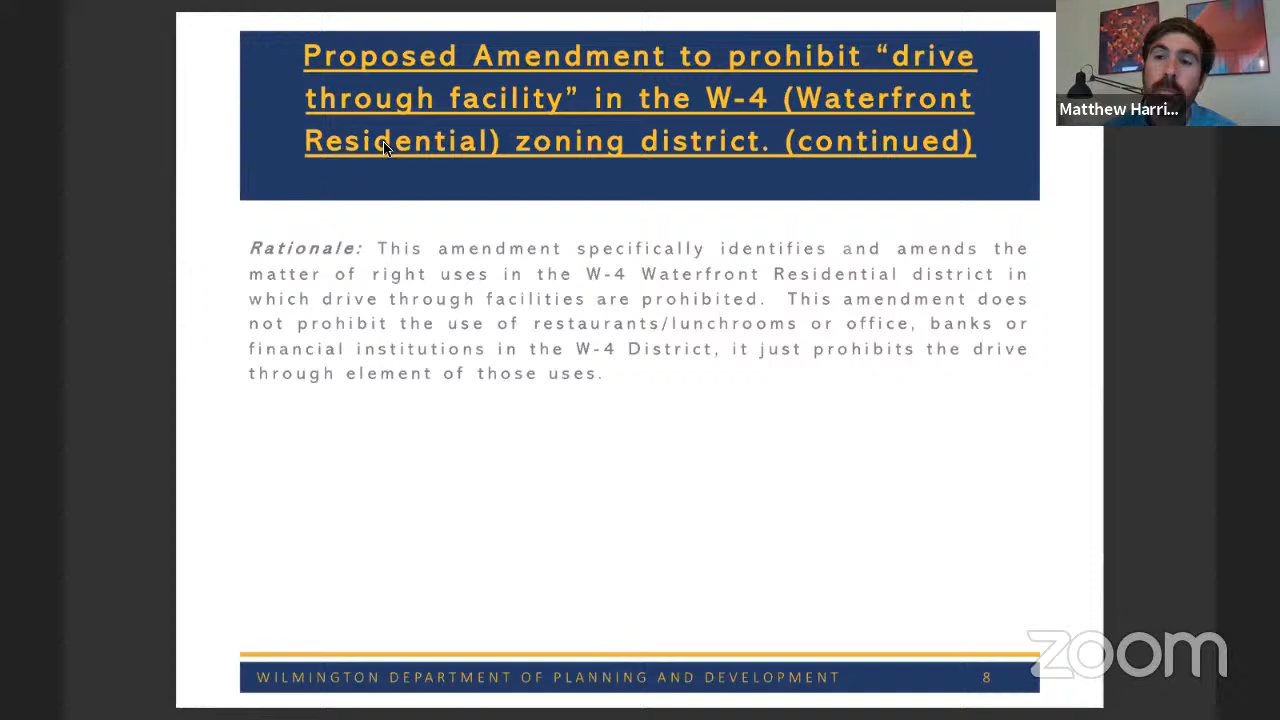 Proposed Amendment to prohibit “drive
through facility” in the W-4 (Waterfront
Residential) zoning district. (continued)
Matthew Harri...
Rationale: This amendment specifically identifies and amends the
matter of right uses in the W-4 Waterfront Residential district in
which drive through facilities are prohibited. This amendment does
not prohibit the use of restaurants/lunchrooms or office, banks or
financial institutions in the W-4 District, it just prohibits the drive
through element of those uses.
zoom
WILMINGTON DEPARTMENT OF PLANNING AND DEVELOPMENT 8